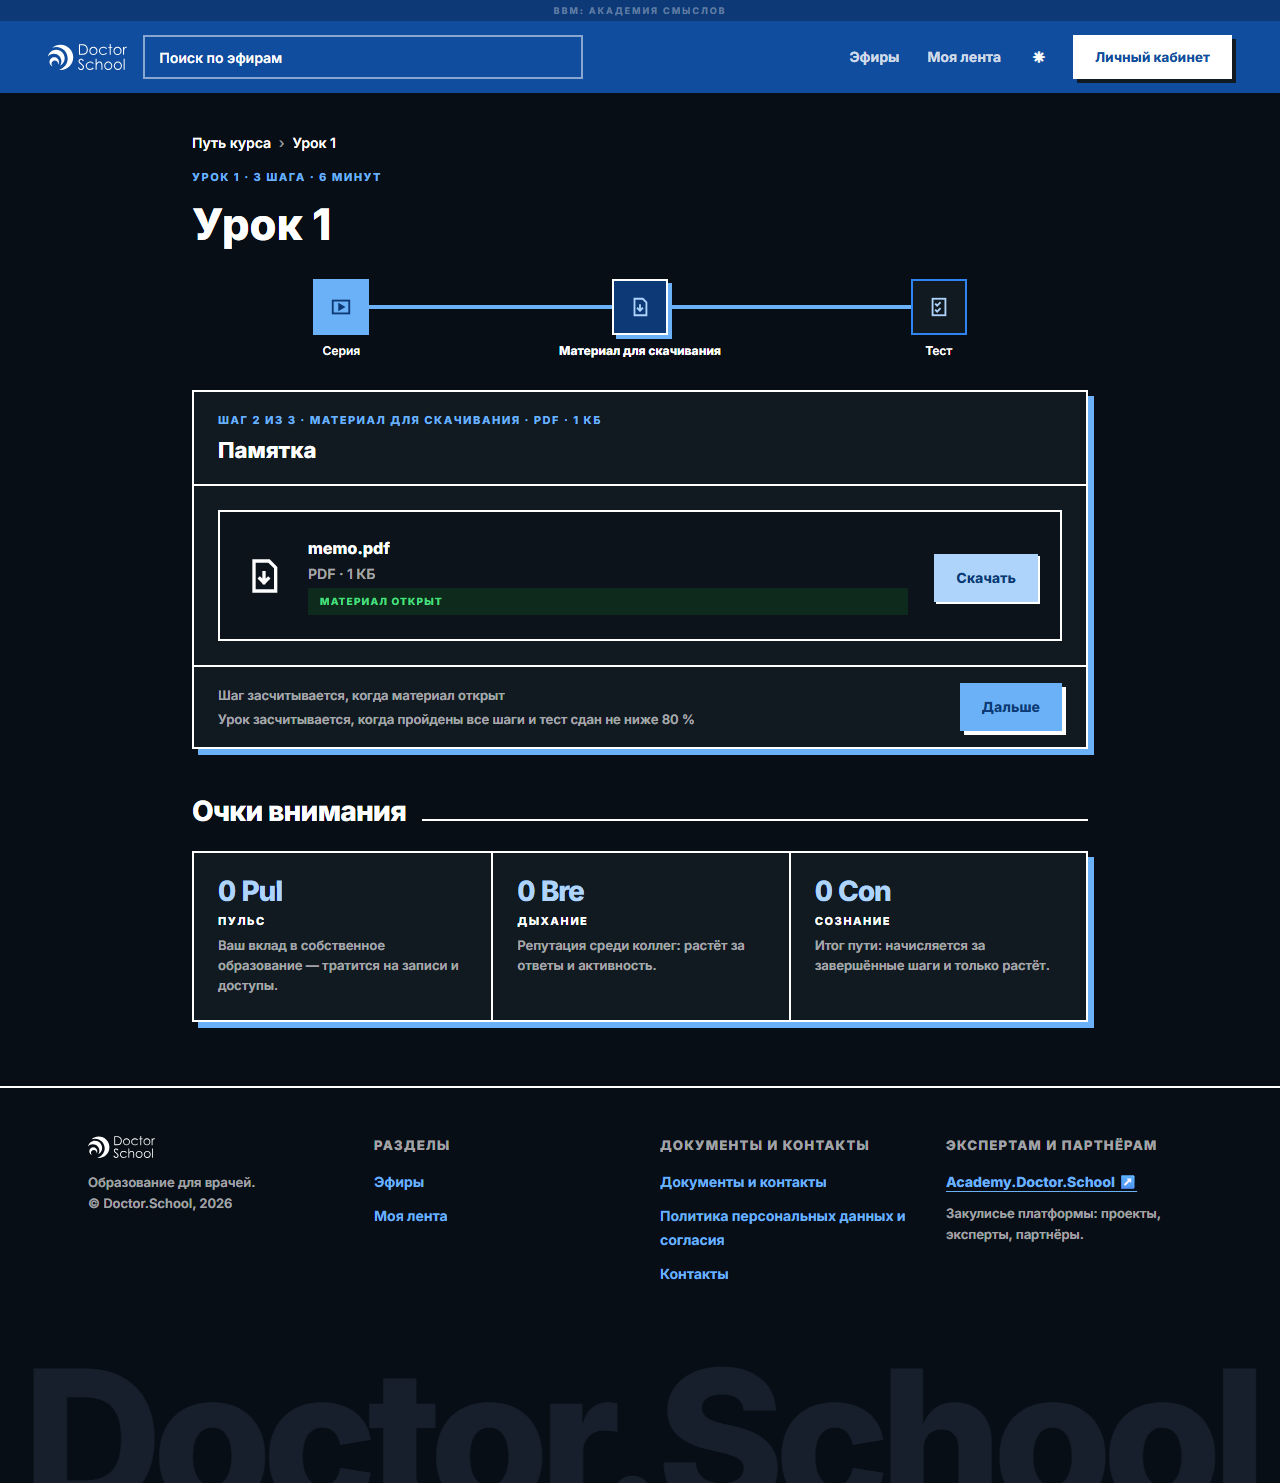 ВВМ: АКАДЕМИЯ СМЫСЛОВ
Doctor School
Поиск по эфирам
Эфиры
Моя лента
Личный кабинет
Путь курса › Урок 1
УРОК 1 · 3 ШАГА · 6 МИНУТ
Урок 1
Серия
Материал для скачивания
Тест
ШАГ 2 ИЗ 3 · МАТЕРИАЛ ДЛЯ СКАЧИВАНИЯ · PDF · 1 КБ
Памятка
memo.pdf
PDF · 1 КБ
МАТЕРИАЛ ОТКРЫТ
Скачать
Шаг засчитывается, когда материал открыт
Урок засчитывается, когда пройдены все шаги и тест сдан не ниже 80 %
Дальше
Очки внимания
0 Pul
ПУЛЬС
Ваш вклад в собственное
образование — тратится на записи и
доступы.
0 Bre
ДЫХАНИЕ
Репутация среди коллег: растёт за
ответы и активность.
0 Con
СОЗНАНИЕ
Итог пути: начисляется за
завершённые шаги и только растёт.
Doctor School
Образование для врачей.
© Doctor.School, 2026
РАЗДЕЛЫ
Эфиры
Моя лента
ДОКУМЕНТЫ И КОНТАКТЫ
Документы и контакты
Политика персональных данных и
согласия
Контакты
ЭКСПЕРТАМ И ПАРТНЁРАМ
Academy.Doctor.School ↗
Закулисье платформы: проекты,
эксперты, партнёры.
Doctor.School